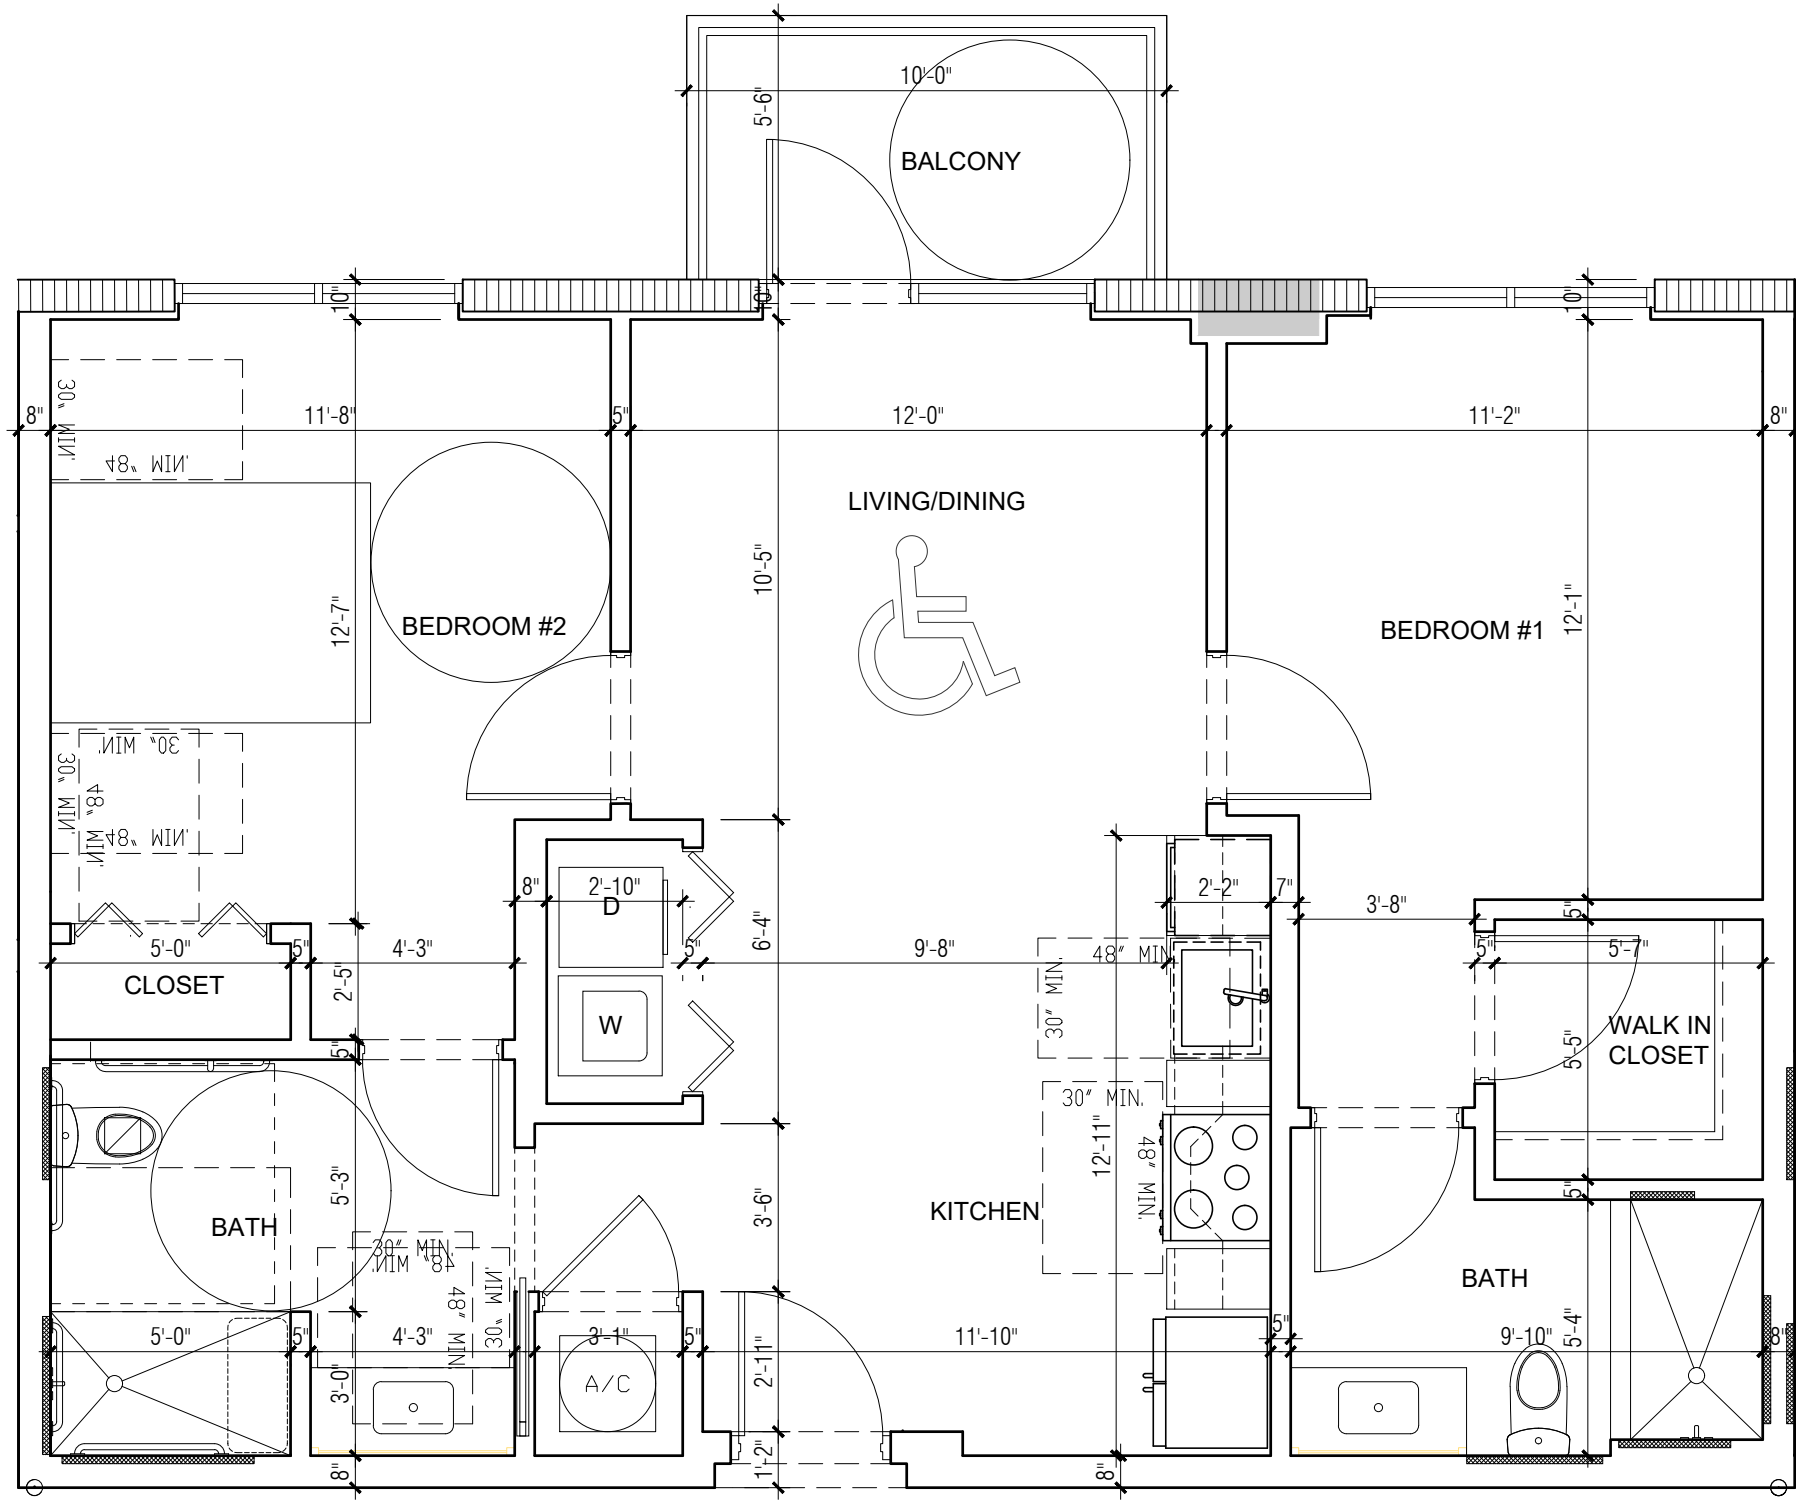 10'-0"
5'-6"
BALCONY
10"
10"
10"
30" MIN.
8"
11'-8"
5"
12'-0"
11'-2"
8"
48" MIN.
LIVING/DINING
10'-5"
12'-7"
BEDROOM #2
12'-1"
BEDROOM #1
30" MIN.
30" MIN.
48" MIN.
48" MIN.
8"
2'-10"
D
2'-2"
7"
3'-8"
5"
6'-4"
5'-0"
5"
4'-3"
5"
9'-8"
48" MIN.
5"
5'-7"
CLOSET
2'-5"
30" MIN.
W
WALK IN
CLOSET
5"
5'-5"
30" MIN.
12'-11"
48" MIN.
5'-3"
3'-6"
5"
KITCHEN
BATH
30" MIN.
48" MIN.
48" MIN.
30" MIN.
BATH
5'-0"
5"
4'-3"
3'-1"
5"
11'-10"
5"
9'-10"
5'-4"
8"
3'-0"
A/C
2'-11"
8"
1'-2"
8"